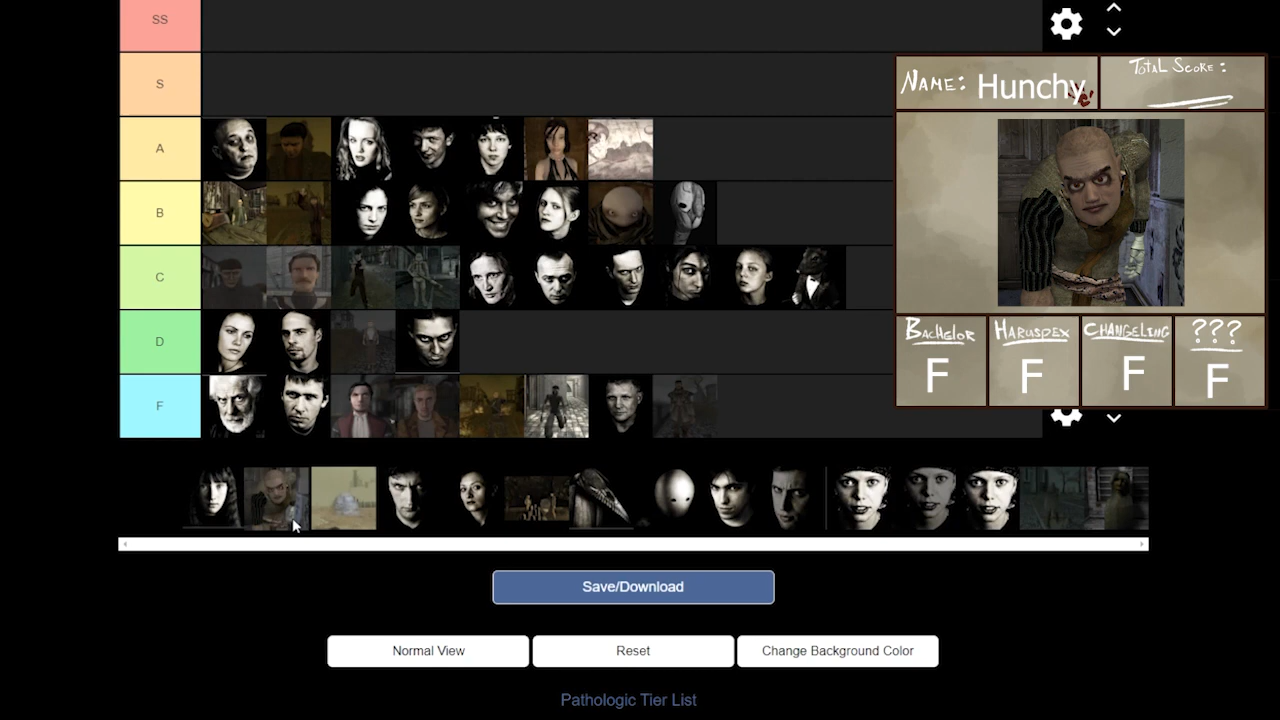 SS
S
A
B
C
D
F
NAME: Hunchy
TOTAL SCORE:
BACHELOR
HARUSPEX
CHANGELING
???
F
F
F
F
Save/Download
Normal View
Reset
Change Background Color
Pathologic Tier List